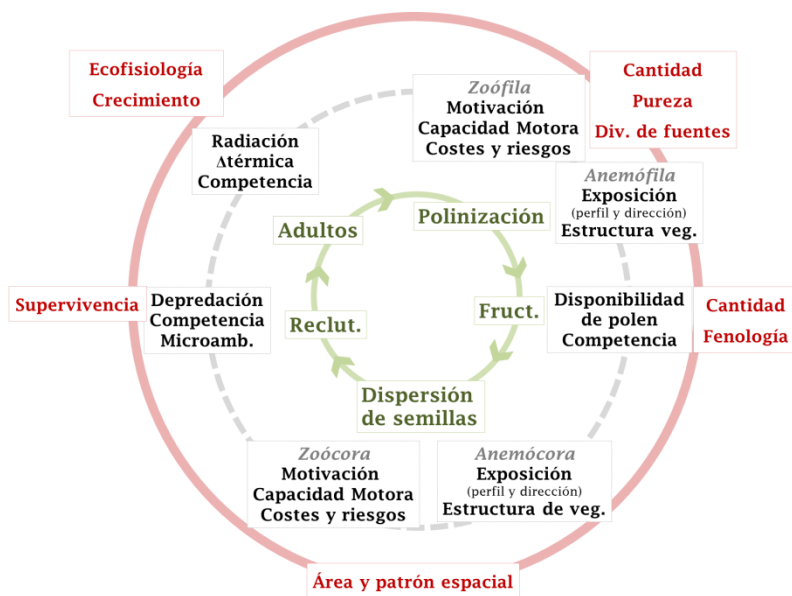 Ecofisiología
Crecimiento
Zoófila
Motivación
Capacidad Motora
Costes y riesgos
Cantidad
Pureza
Div. de fuentes
Radiación
Δtérmica
Competencia
Anemófila
Exposición
(perfil y dirección)
Estructura veg.
Adultos
Polinización
Supervivencia
Depredación
Competencia
Microamb.
Reclut.
Fruct.
Disponibilidad
de polen
Competencia
Cantidad
Fenología
Dispersión
de semillas
Zoócora
Motivación
Capacidad Motora
Costes y riesgos
Anemócora
Exposición
(perfil y dirección)
Estructura de veg.
Área y patrón espacial